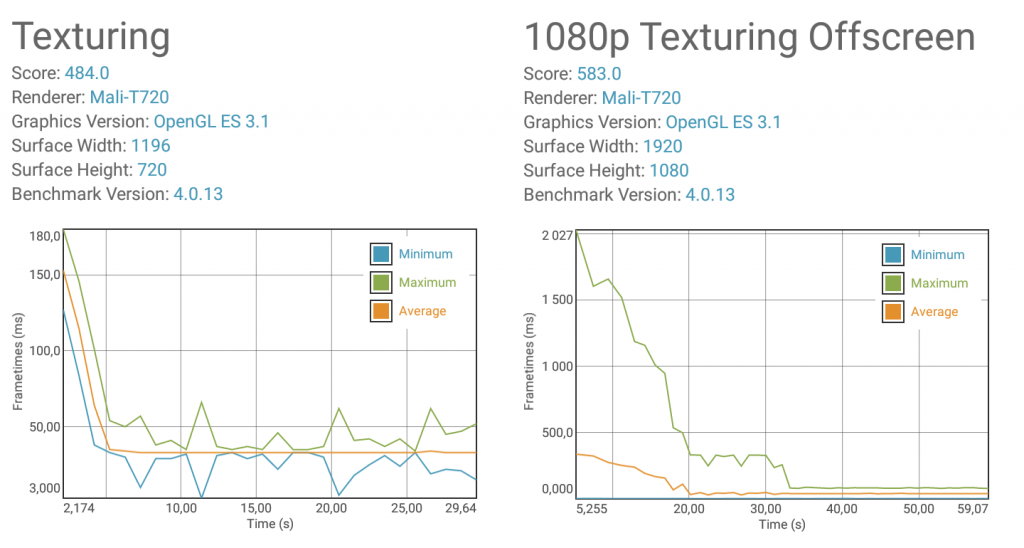 Texturing
Score: 484.0
Renderer: Mali-T720
Graphics Version: OpenGL ES 3.1
Surface Width: 1196
Surface Height: 720
Benchmark Version: 4.0.13
180,0
150,0
100,0
50,00
3,000
Frametimes (ms)
Minimum
Maximum
Average
2,174
10,00
15,00
20,00
25,00
29,64
Time (s)
1080p Texturing Offscreen
Score: 583.0
Renderer: Mali-T720
Graphics Version: OpenGL ES 3.1
Surface Width: 1920
Surface Height: 1080
Benchmark Version: 4.0.13
2 027
1 500
1 000
500,0
0,000
Frametimes (ms)
Minimum
Maximum
Average
5,255
20,00
30,00
40,00
50,00
59,07
Time (s)